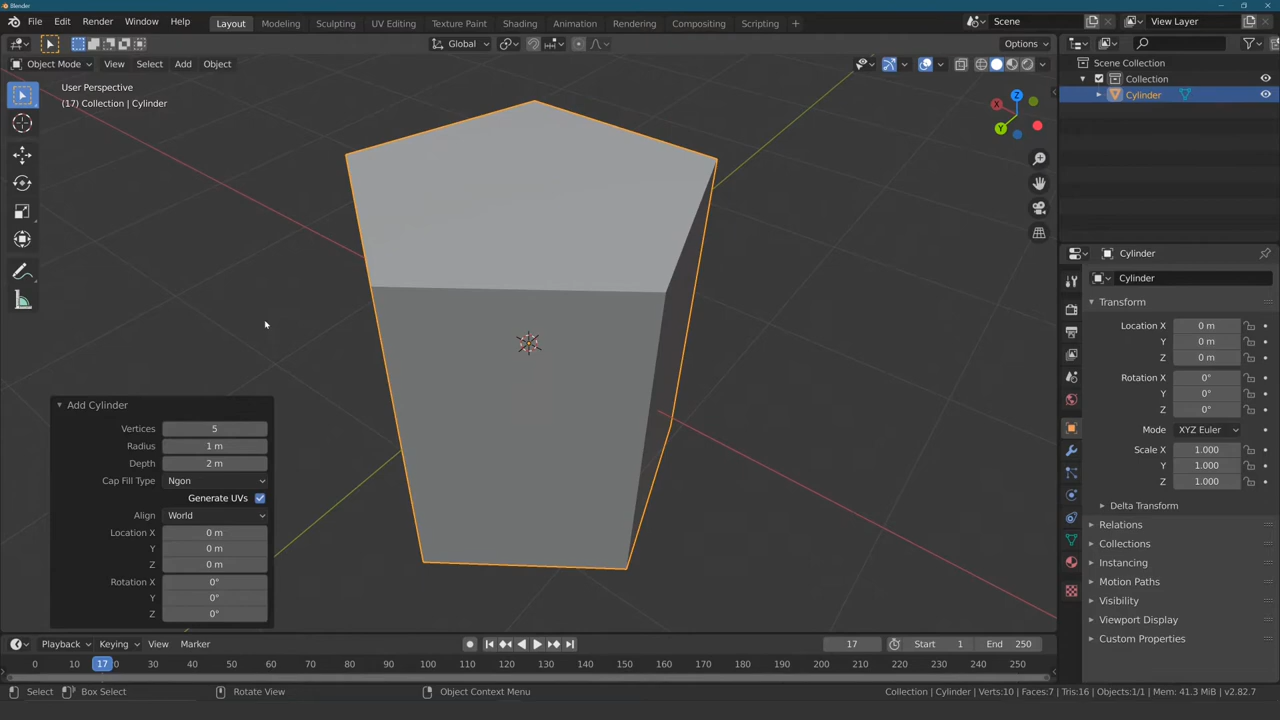 Blender
File Edit Render Window Help Layout Modeling Sculpting UV Editing Texture Paint Shading Animation Rendering Compositing Scripting + Scene View Layer
Global Options
Object Mode View Select Add Object
User Perspective
(17) Collection | Cylinder
Scene Collection
Collection
Cylinder
Z
X
Y
Cylinder
Cylinder
Transform
Location X 0 m
Y 0 m
Z 0 m
Rotation X 0°
Y 0°
Z 0°
Mode XYZ Euler
Scale X 1.000
Y 1.000
Z 1.000
Delta Transform
Relations
Collections
Instancing
Motion Paths
Visibility
Viewport Display
Custom Properties
Add Cylinder
Vertices 5
Radius 1 m
Depth 2 m
Cap Fill Type Ngon
Generate UVs
Align World
Location X 0 m
Y 0 m
Z 0 m
Rotation X 0°
Y 0°
Z 0°
Playback Keying View Marker 17 Start 1 End 250
0 10 17 20 30 40 50 60 70 80 90 100 110 120 130 140 150 160 170 180 190 200 210 220 230 240 250
Select Box Select Rotate View Object Context Menu Collection | Cylinder | Verts:10 | Faces:7 | Tris:16 | Objects:1/1 | Mem: 41.3 MiB | v2.82.7